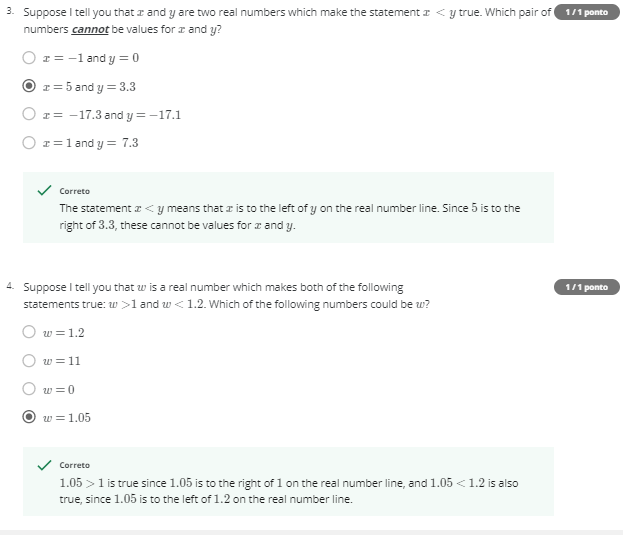 3. Suppose I tell you that x and y are two real numbers which make the statement x < y true. Which pair of 1 / 1 ponto
numbers cannot be values for x and y?
x = −1 and y = 0
x = 5 and y = 3.3
x = −17.3 and y = −17.1
x = 1 and y = 7.3
Correto
The statement x < y means that x is to the left of y on the real number line. Since 5 is to the
right of 3.3, these cannot be values for x and y.
4. Suppose I tell you that w is a real number which makes both of the following 1 / 1 ponto
statements true: w >1 and w < 1.2. Which of the following numbers could be w?
w = 1.2
w = 11
w = 0
w = 1.05
Correto
1.05 > 1 is true since 1.05 is to the right of 1 on the real number line, and 1.05 < 1.2 is also
true, since 1.05 is to the left of 1.2 on the real number line.